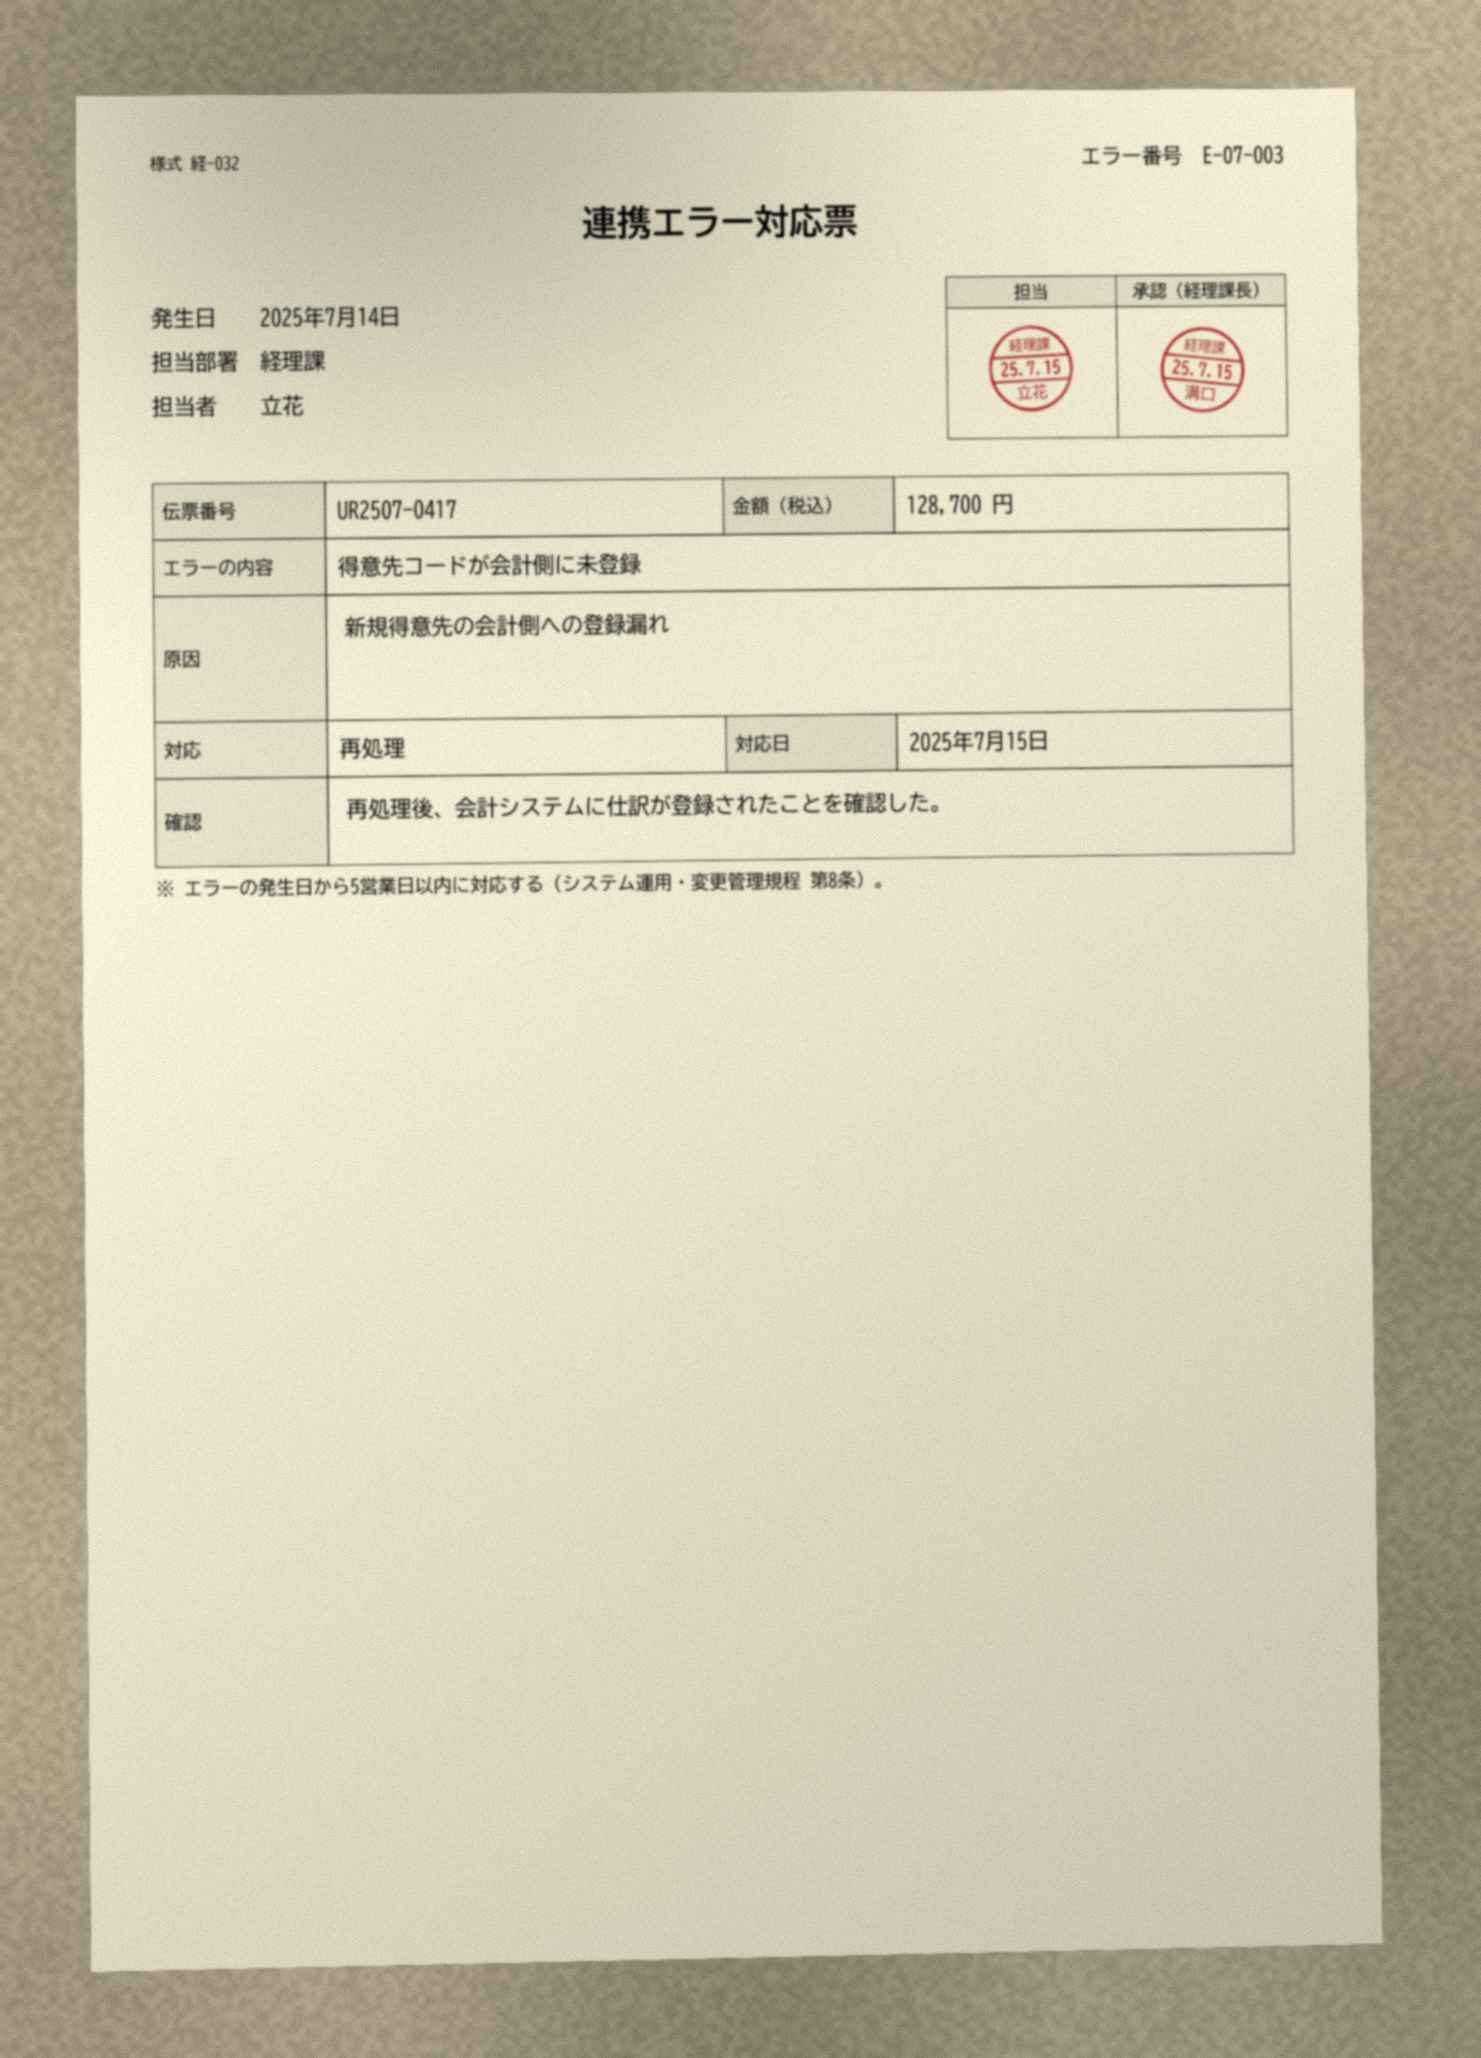 様式 経-032
エラー番号 E-07-003
連携エラー対応票
発生日 2025年7月14日
担当部署 経理課
担当者 立花
担当 承認（経理課長）
経理課 25.7.15 立花
経理課 25.7.15 溝口
伝票番号 UR2507-0417 金額（税込） 128,700 円
エラーの内容 得意先コードが会計側に未登録
原因 新規得意先の会計側への登録漏れ
対応 再処理 対応日 2025年7月15日
確認 再処理後、会計システムに仕訳が登録されたことを確認した。
※ エラーの発生日から5営業日以内に対応する（システム運用・変更管理規程 第8条）。